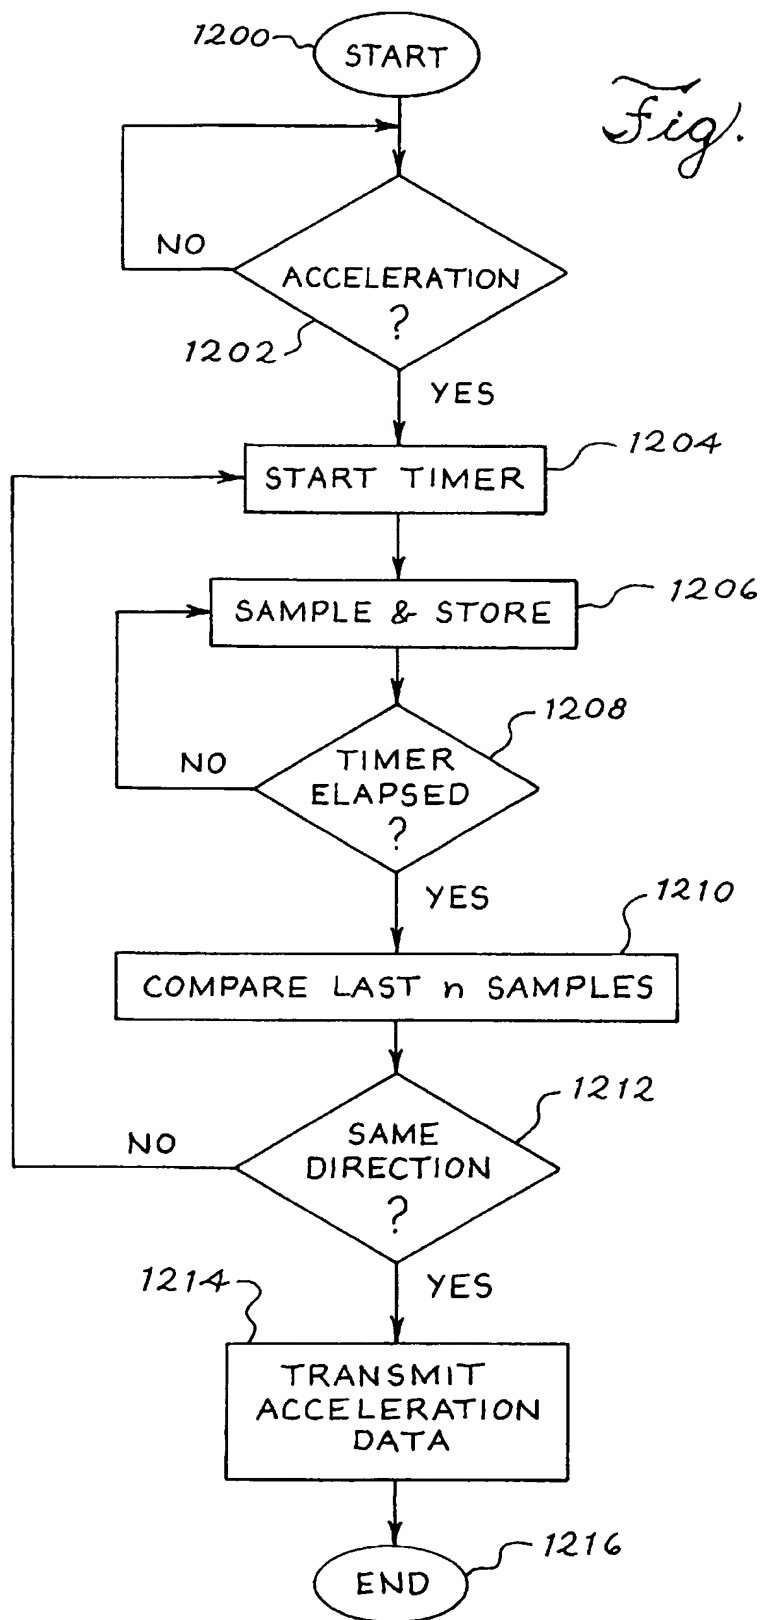 1200
START
Fig.
NO
ACCELERATION
?
1202
YES
START TIMER
1204
SAMPLE & STORE
1206
NO
TIMER
ELAPSED
?
1208
YES
1210
COMPARE LAST n SAMPLES
NO
SAME
DIRECTION
?
1212
YES
1214
TRANSMIT
ACCELERATION
DATA
END
1216